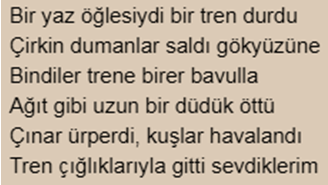 Bir yaz öğlesiydi bir tren durdu
Çirkin dumanlar saldı gökyüzüne
Bindiler trene birer bavulla
Ağıt gibi uzun bir düdük öttü
Çınar ürperdi, kuşlar havalandı
Tren çığlıklarıyla gitti sevdiklerim